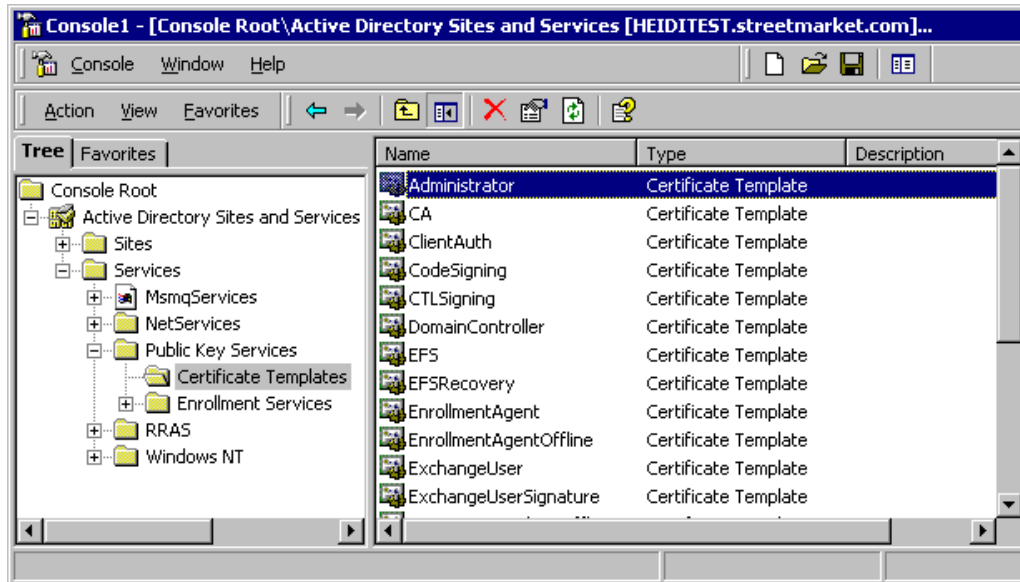 Console1 - [Console Root\Active Directory Sites and Services [HEIDITEST.streetmarket.com]...
Console Window Help
Action View Favorites
Tree Favorites
Console Root
Active Directory Sites and Services
Sites
Services
MsmqServices
NetServices
Public Key Services
Certificate Templates
Enrollment Services
RRAS
Windows NT
Name Type Description
Administrator Certificate Template
CA Certificate Template
ClientAuth Certificate Template
CodeSigning Certificate Template
CTLSigning Certificate Template
DomainController Certificate Template
EFS Certificate Template
EFSRecovery Certificate Template
EnrollmentAgent Certificate Template
EnrollmentAgentOffline Certificate Template
ExchangeUser Certificate Template
ExchangeUserSignature Certificate Template